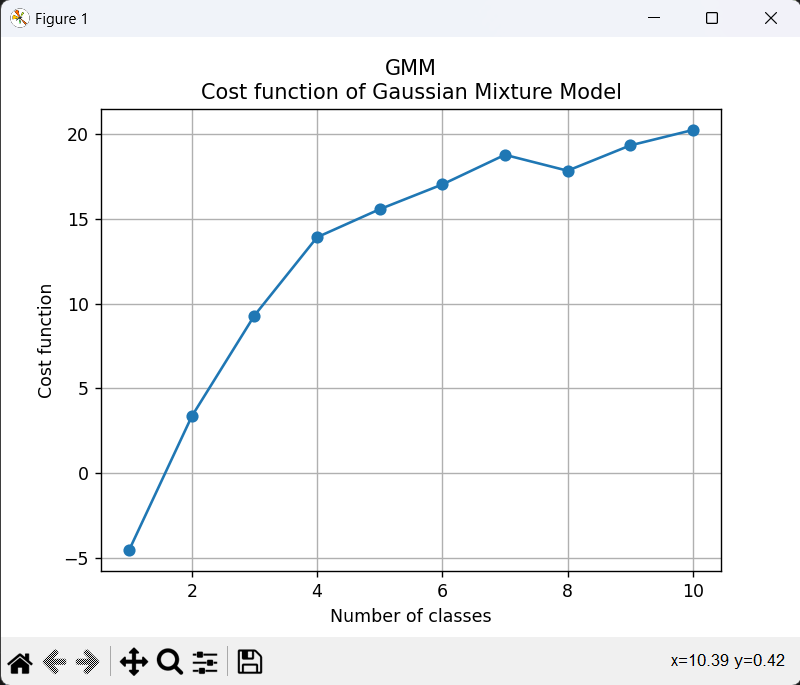 Figure 1
GMM
Cost function of Gaussian Mixture Model
20
15
10
5
0
−5
Cost function
2 4 6 8 10
Number of classes
x=10.39 y=0.42